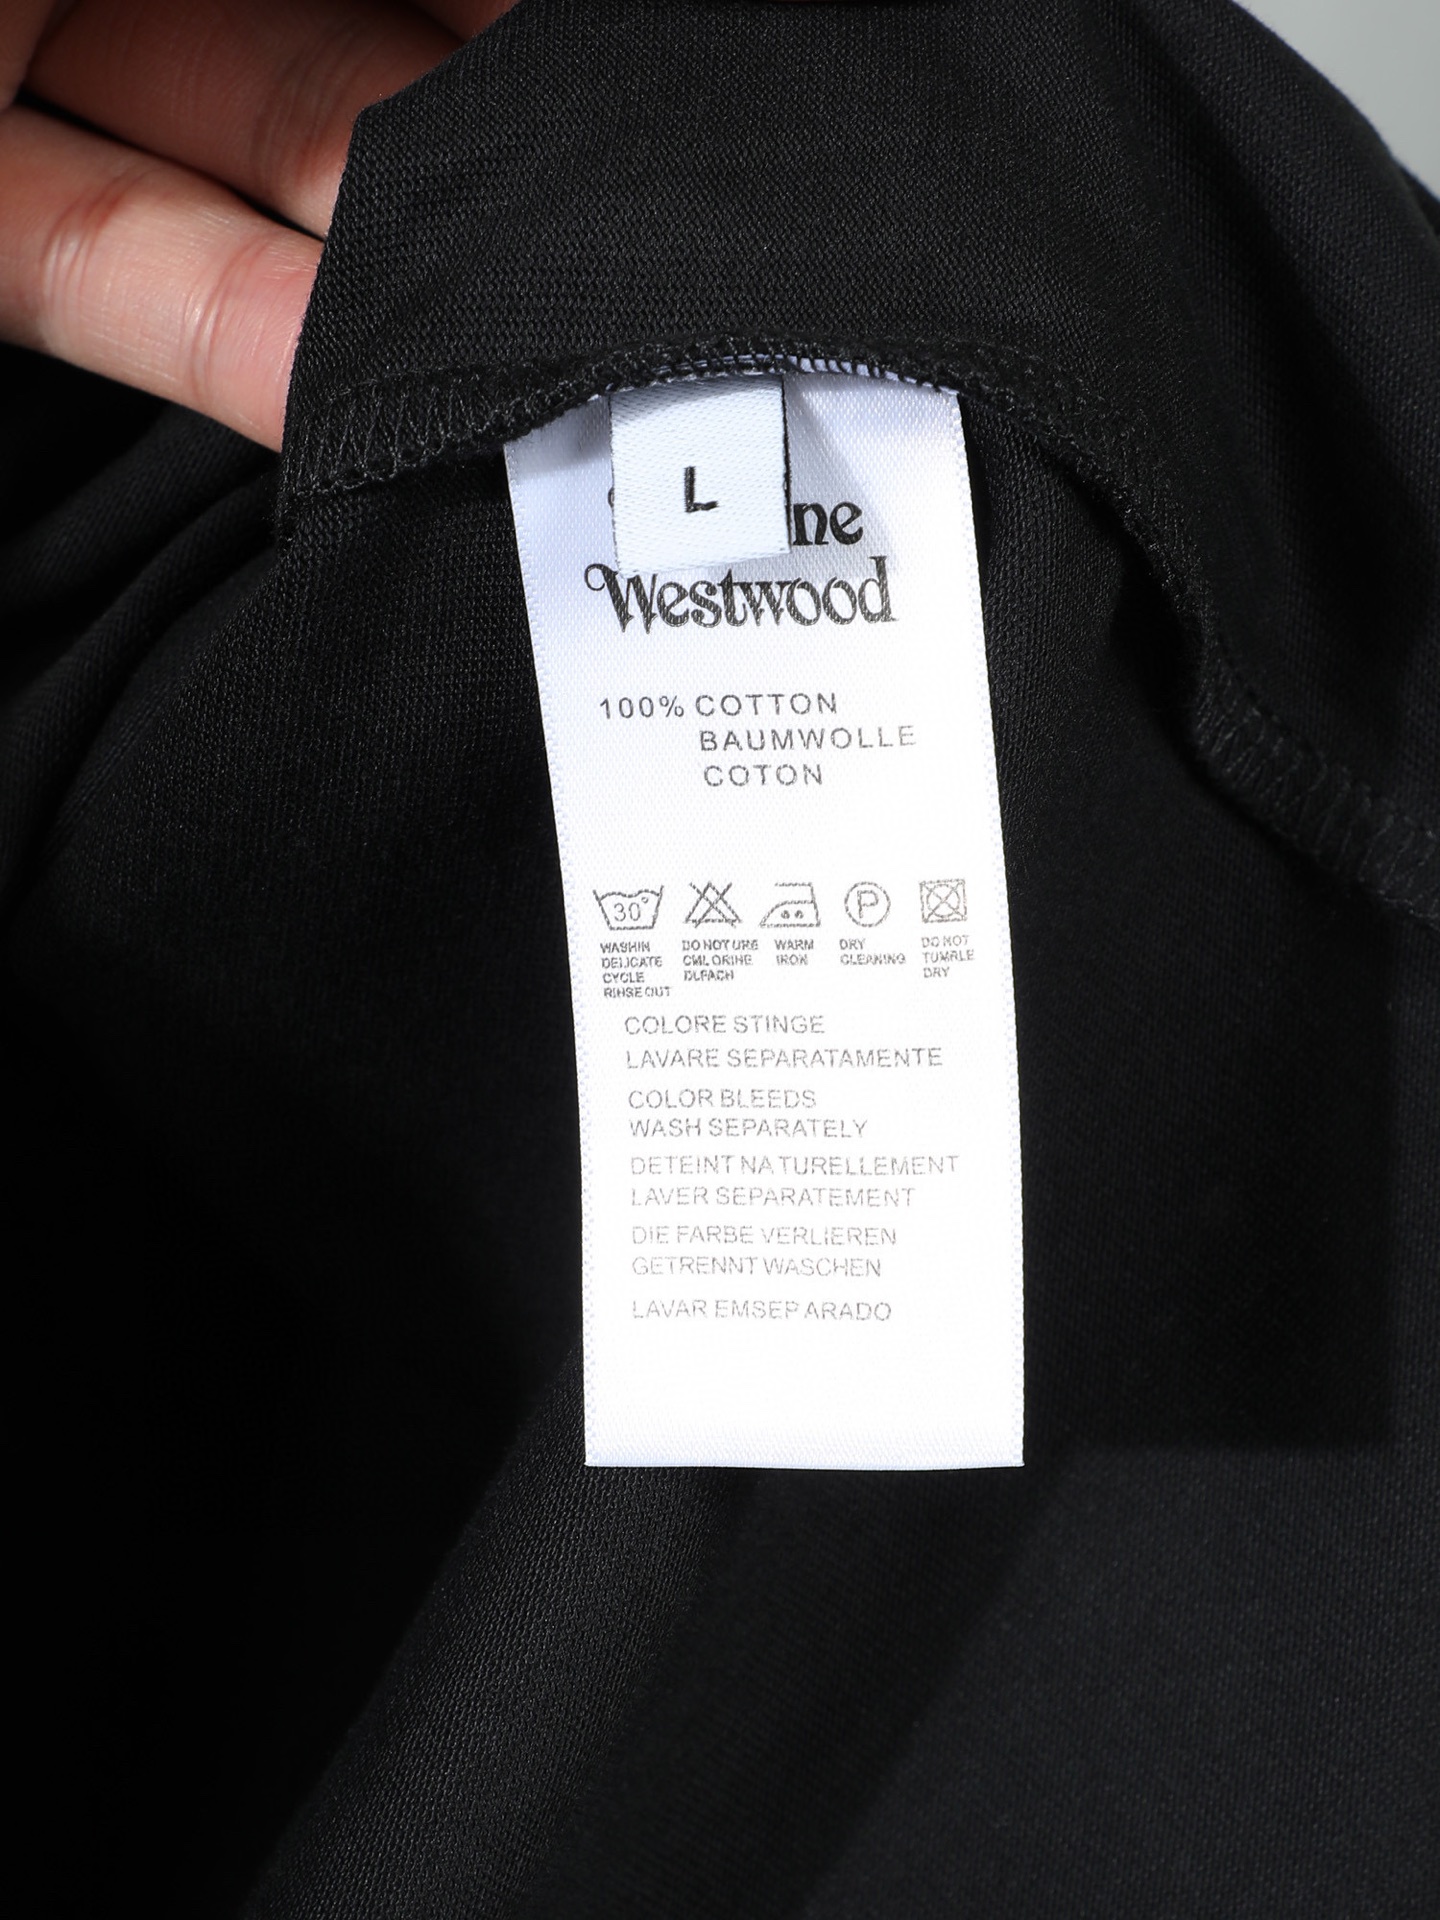 L
ne
Westwood
100% COTTON
BAUMWOLLE
COTON
30°
P
WASHIN
DELICATE
CYCLE
RINSE OUT
DO NOT URE
CML ORINE
DLFACH
WARM
IRON
DRY
CLEANING
DO NOT
TUMRLE
DRY
COLORE STINGE
LAVARE SEPARATAMENTE
COLOR BLEEDS
WASH SEPARATELY
DETEINT NA TURELLEMENT
LAVER SEPARATEMENT
DIE FARBE VERLIEREN
GETRENNT WASCHEN
LAVAR EMSEP ARADO